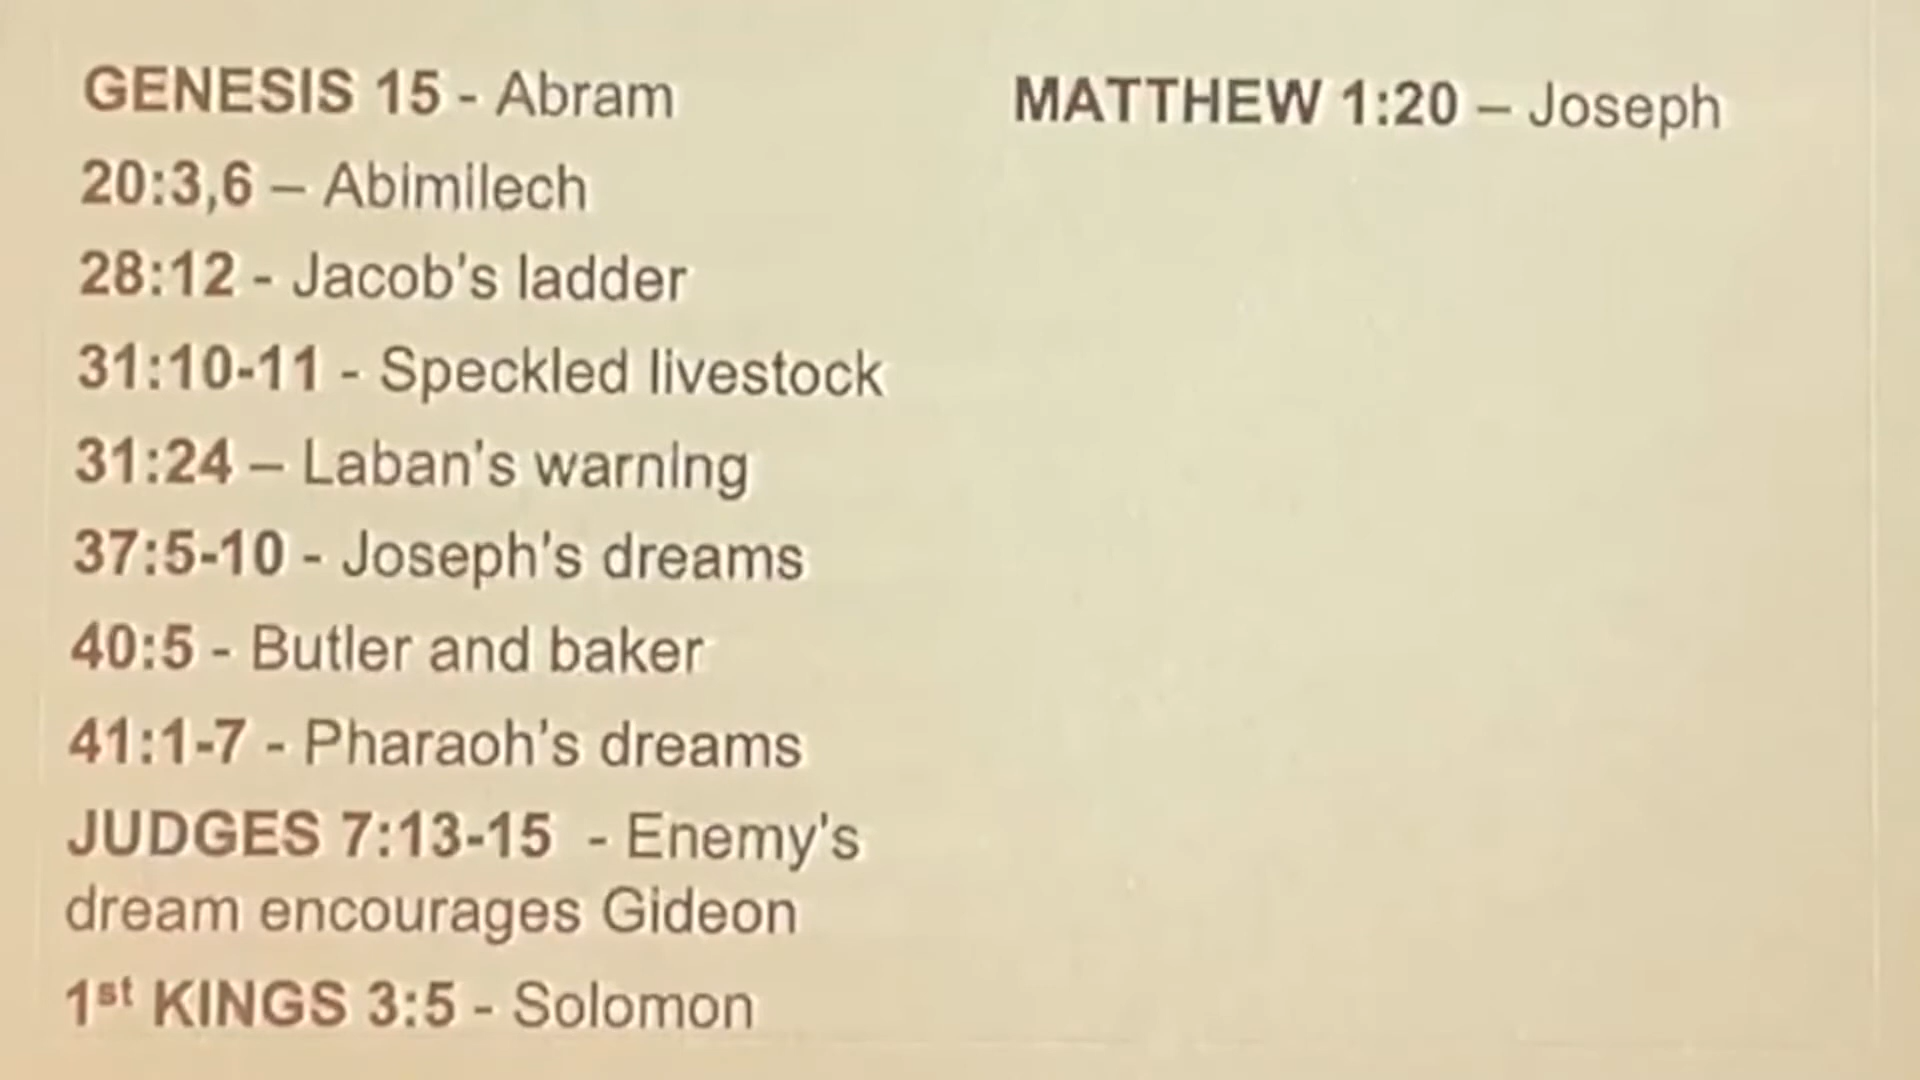 GENESIS 15 - Abram
20:3,6 – Abimilech
28:12 - Jacob's ladder
31:10-11 - Speckled livestock
31:24 – Laban's warning
37:5-10 - Joseph's dreams
40:5 - Butler and baker
41:1-7 - Pharaoh's dreams
JUDGES 7:13-15 - Enemy's
dream encourages Gideon
1st KINGS 3:5 - Solomon
MATTHEW 1:20 – Joseph